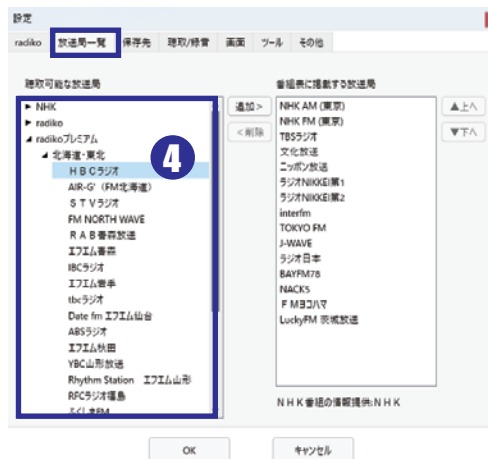 設定
radiko 放送局一覧 保存先 聴取/録音 画面 ツール その他
聴取可能な放送局
番組表に掲載する放送局
NHK
radiko
radikoプレミアム
北海道・東北
ＨＢＣラジオ
AIR-G'（FM北海道）
ＳＴＶラジオ
FM NORTH WAVE
ＲＡＢ青森放送
エフエム青森
IBCラジオ
エフエム岩手
tbcラジオ
Date fm エフエム仙台
ABSラジオ
エフエム秋田
YBC山形放送
Rhythm Station　エフエム山形
RFCラジオ福島
ふくしまFM
4
追加>
<削除
NHK AM (東京)
NHK FM (東京)
TBSラジオ
文化放送
ニッポン放送
ラジオNIKKEI第1
ラジオNIKKEI第2
interfm
TOKYO FM
J-WAVE
ラジオ日本
BAYFM78
NACK5
ＦＭヨコハマ
LuckyFM 茨城放送
▲上へ
▼下へ
ＮＨＫ番組の情報提供:ＮＨＫ
OK
キャンセル